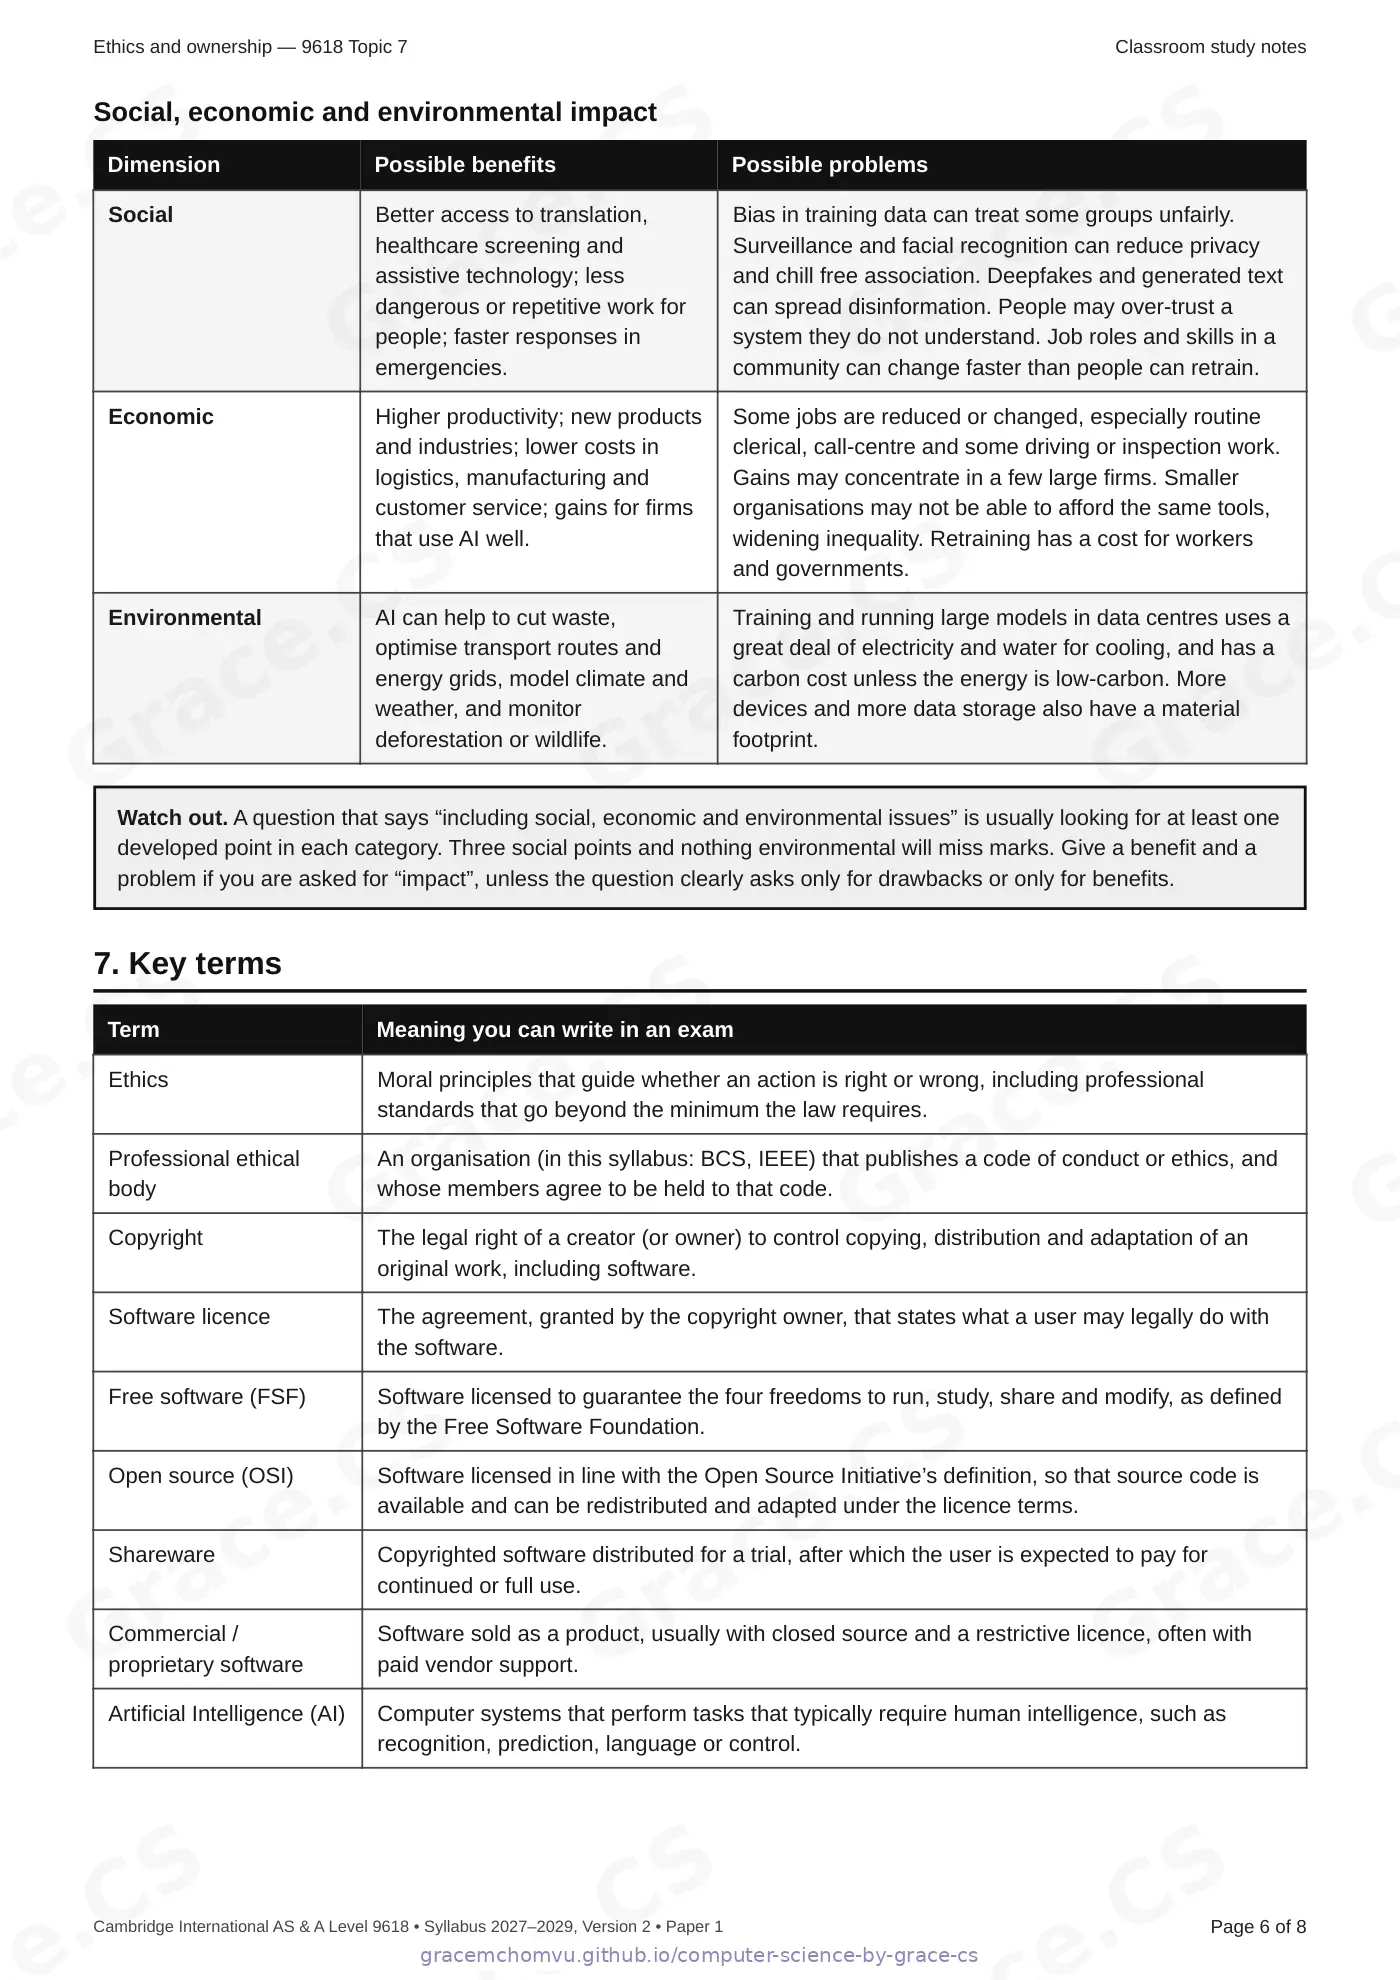 Ethics and ownership — 9618 Topic 7
Classroom study notes
Social, economic and environmental impact
Dimension
Possible benefits
Possible problems
Social
Better access to translation,
healthcare screening and
assistive technology; less
dangerous or repetitive work for
people; faster responses in
emergencies.
Bias in training data can treat some groups unfairly.
Surveillance and facial recognition can reduce privacy
and chill free association. Deepfakes and generated text
can spread disinformation. People may over-trust a
system they do not understand. Job roles and skills in a
community can change faster than people can retrain.
Economic
Higher productivity; new products
and industries; lower costs in
logistics, manufacturing and
customer service; gains for firms
that use AI well.
Some jobs are reduced or changed, especially routine
clerical, call-centre and some driving or inspection work.
Gains may concentrate in a few large firms. Smaller
organisations may not be able to afford the same tools,
widening inequality. Retraining has a cost for workers
and governments.
Environmental
AI can help to cut waste,
optimise transport routes and
energy grids, model climate and
weather, and monitor
deforestation or wildlife.
Training and running large models in data centres uses a
great deal of electricity and water for cooling, and has a
carbon cost unless the energy is low-carbon. More
devices and more data storage also have a material
footprint.
Watch out. A question that says “including social, economic and environmental issues” is usually looking for at least one
developed point in each category. Three social points and nothing environmental will miss marks. Give a benefit and a
problem if you are asked for “impact”, unless the question clearly asks only for drawbacks or only for benefits.
7. Key terms
Term
Meaning you can write in an exam
Ethics
Moral principles that guide whether an action is right or wrong, including professional
standards that go beyond the minimum the law requires.
Professional ethical
body
An organisation (in this syllabus: BCS, IEEE) that publishes a code of conduct or ethics, and
whose members agree to be held to that code.
Copyright
The legal right of a creator (or owner) to control copying, distribution and adaptation of an
original work, including software.
Software licence
The agreement, granted by the copyright owner, that states what a user may legally do with
the software.
Free software (FSF)
Software licensed to guarantee the four freedoms to run, study, share and modify, as defined
by the Free Software Foundation.
Open source (OSI)
Software licensed in line with the Open Source Initiative’s definition, so that source code is
available and can be redistributed and adapted under the licence terms.
Shareware
Copyrighted software distributed for a trial, after which the user is expected to pay for
continued or full use.
Commercial /
proprietary software
Software sold as a product, usually with closed source and a restrictive licence, often with
paid vendor support.
Artificial Intelligence (AI)
Computer systems that perform tasks that typically require human intelligence, such as
recognition, prediction, language or control.
Cambridge International AS & A Level 9618 • Syllabus 2027–2029, Version 2 • Paper 1
Page 6 of 8
gracemchomvu.github.io/computer-science-by-grace-cs
Grace.CS